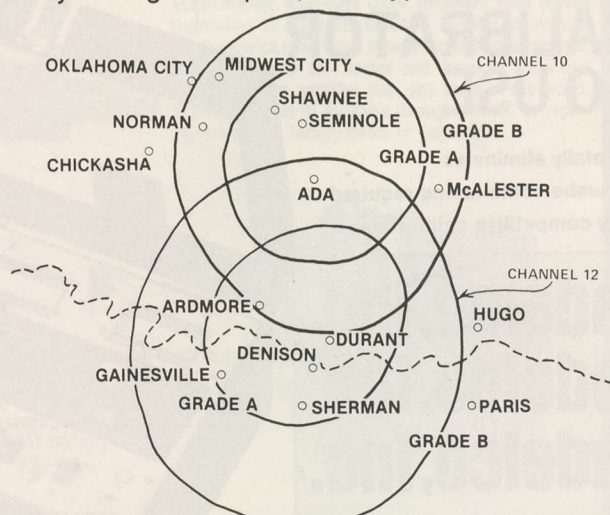 OKLAHOMA CITY
MIDWEST CITY
CHANNEL 10
SHAWNEE
SEMINOLE
NORMAN
GRADE B
GRADE A
CHICKASHA
ADA
McALESTER
CHANNEL 12
ARDMORE
HUGO
DURANT
DENISON
GAINESVILLE
GRADE A
SHERMAN
PARIS
GRADE B